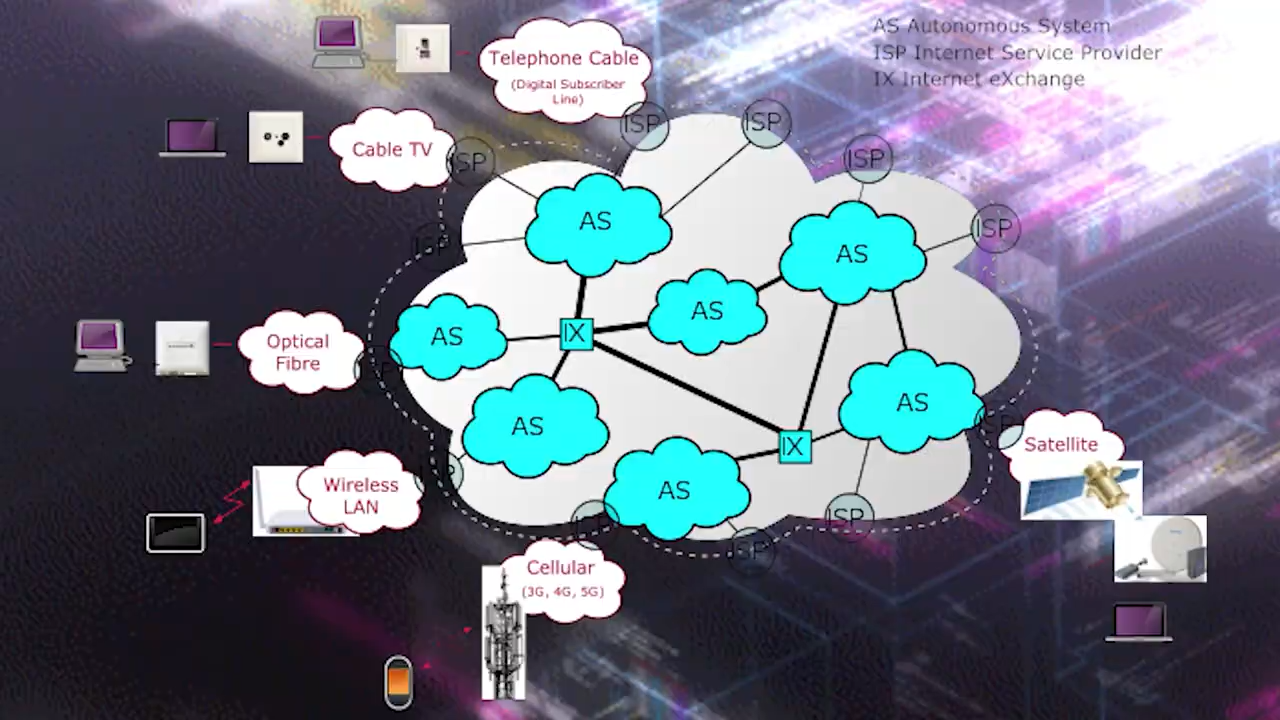 AS Autonomous System
ISP Internet Service Provider
IX Internet eXchange
Telephone Cable
(Digital Subscriber
Line)
Cable TV
ISP
ISP
ISP
ISP
ISP
ISP
AS
AS
AS
AS
IX
Optical
Fibre
AS
AS
IX
AS
Satellite
Wireless
LAN
ISP
ISP
ISP
Cellular
(3G, 4G, 5G)